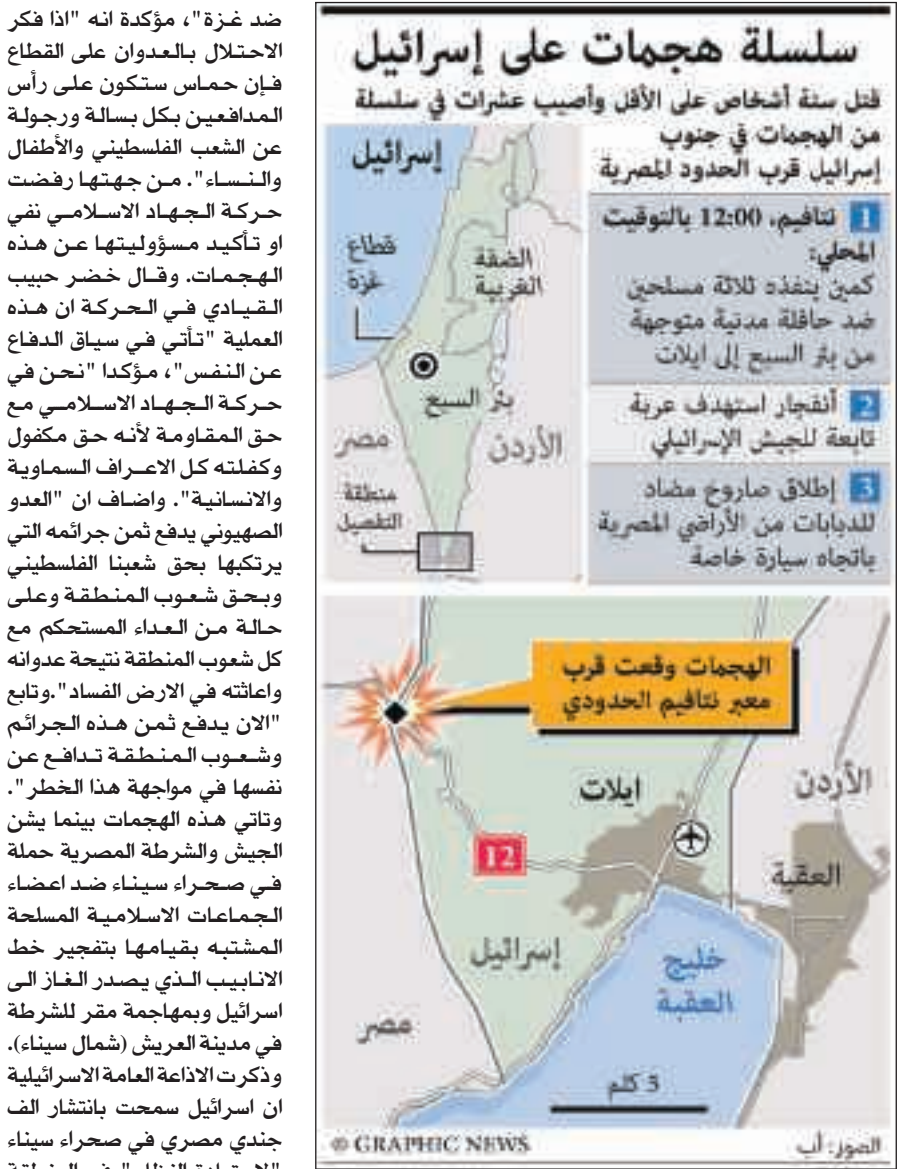 سلسلة هجمات على إسرائيل
قتل ستة أشخاص على الأقل وأصيب عشرات في سلسلة
من الهجمات في جنوب
إسرائيل قرب الحدود المصرية
1 نتافيم، 12:00 بالتوقيت
المحلي:
كمين ينفذه ثلاثة مسلحين
ضد حافلة مدنية متوجهة
من بئر السبع إلى ايلات
2 أنفجار استهدف عربة
تابعة للجيش الإسرائيلي
3 إطلاق صاروخ مضاد
للدبابات من الأراضي المصرية
باتجاه سيارة خاصة
إسرائيل
قطاع
غزة
الضفة
الغربية
بئر السبع
مصر
الأردن
منطقة
التفصيل
الهجمات وقعت قرب
معبر نتافيم الحدودي
ايلات
الأردن
12
العقبة
إسرائيل
خليج
العقبة
مصر
3 كلم
الصور: أب
© GRAPHIC NEWS
ضد غزة"، مؤكدة انه "اذا فكر
الاحتلال بالعدوان على القطاع
فإن حماس ستكون على رأس
المدافعين بكل بسالة ورجولة
عن الشعب الفلسطيني والأطفال
والنساء". من جهتها رفضت
حركة الجهاد الاسلامي نفي
او تأكيد مسؤوليتها عن هذه
الهجمات. وقال خضر حبيب
القيادي في الحركة ان هذه
العملية "تأتي في سياق الدفاع
عن النفس"، مؤكدا "نحن في
حركة الجهاد الاسلامي مع
حق المقاومة لأنه حق مكفول
وكفلته كل الاعراف السماوية
والانسانية". واضاف ان "العدو
الصهيوني يدفع ثمن جرائمه التي
يرتكبها بحق شعبنا الفلسطيني
وبحق شعوب المنطقة وعلى
حالة من العداء المستحكم مع
كل شعوب المنطقة نتيجة عدوانه
واعاثته في الارض الفساد".وتابع
"الان يدفع ثمن هذه الجرائم
وشعوب المنطقة تدافع عن
نفسها في مواجهة هذا الخطر".
وتاتي هذه الهجمات بينما يشن
الجيش والشرطة المصرية حملة
في صحراء سيناء ضد اعضاء
الجماعات الاسلامية المسلحة
المشتبه بقيامها بتفجير خط
الانابيب الذي يصدر الغاز الى
اسرائيل وبمهاجمة مقر للشرطة
في مدينة العريش (شمال سيناء).
وذكرت الاذاعة العامة الاسرائيلية
ان اسرائيل سمحت بانتشار الف
جندي مصري في صحراء سيناء